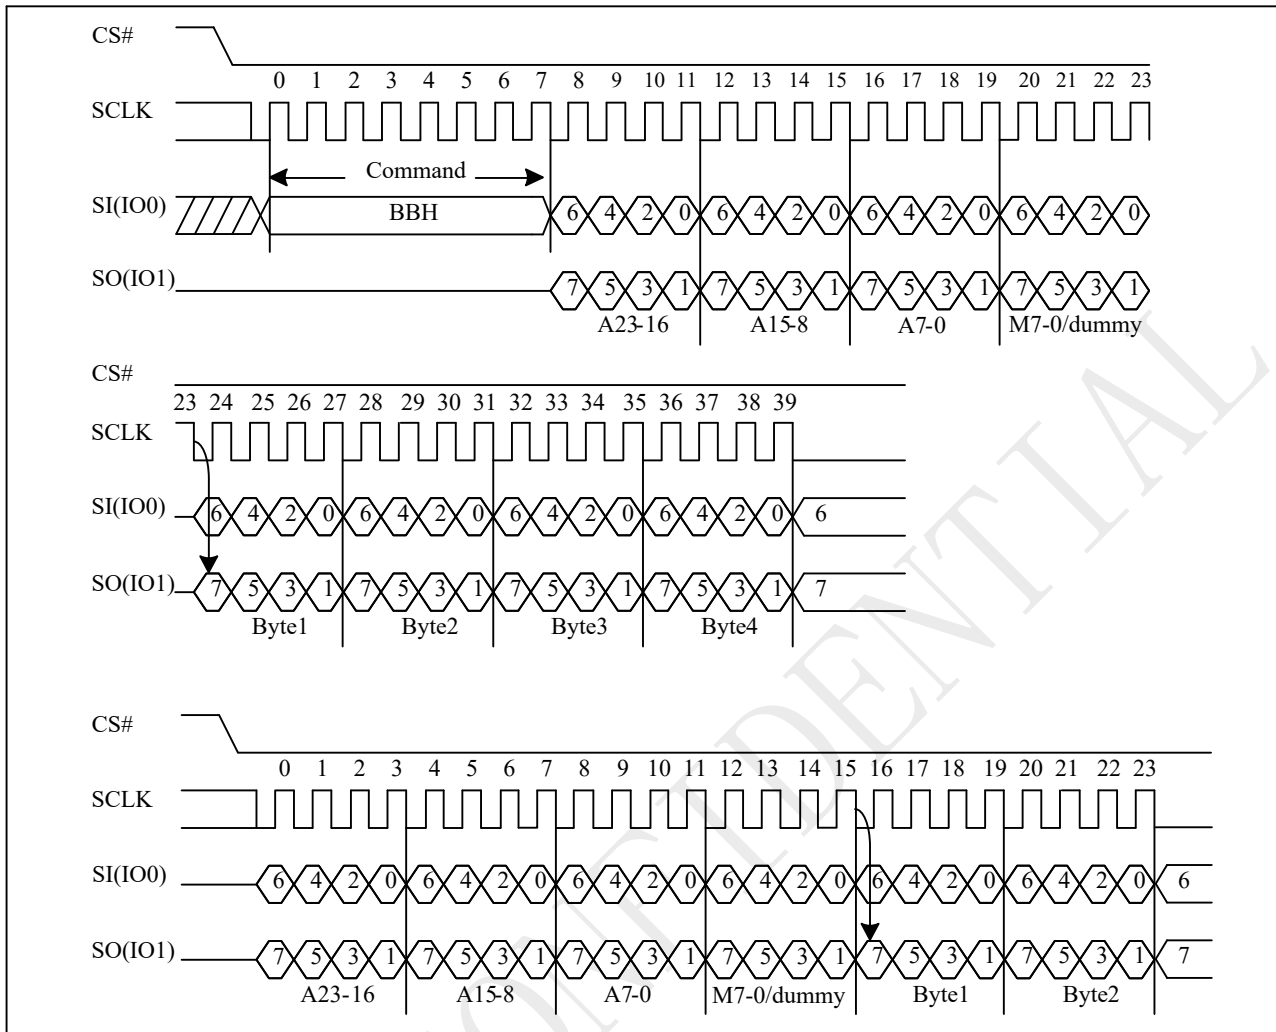 CS#
0 1 2 3 4 5 6 7 8 9 10 11 12 13 14 15 16 17 18 19 20 21 22 23
SCLK
Command
SI(IO0) BBH 6 4 2 0 6 4 2 0 6 4 2 0 6 4 2 0
SO(IO1) 7 5 3 1 7 5 3 1 7 5 3 1 7 5 3 1
A23-16 A15-8 A7-0 M7-0/dummy
CS#
23 24 25 26 27 28 29 30 31 32 33 34 35 36 37 38 39
SCLK
SI(IO0) 6 4 2 0 6 4 2 0 6 4 2 0 6 4 2 0 6
SO(IO1) 7 5 3 1 7 5 3 1 7 5 3 1 7 5 3 1 7
Byte1 Byte2 Byte3 Byte4
CS#
0 1 2 3 4 5 6 7 8 9 10 11 12 13 14 15 16 17 18 19 20 21 22 23
SCLK
SI(IO0) 6 4 2 0 6 4 2 0 6 4 2 0 6 4 2 0 6 4 2 0 6 4 2 0 6
SO(IO1) 7 5 3 1 7 5 3 1 7 5 3 1 7 5 3 1 7 5 3 1 7 5 3 1 7
A23-16 A15-8 A7-0 M7-0/dummy Byte1 Byte2
CONFIDENTIAL